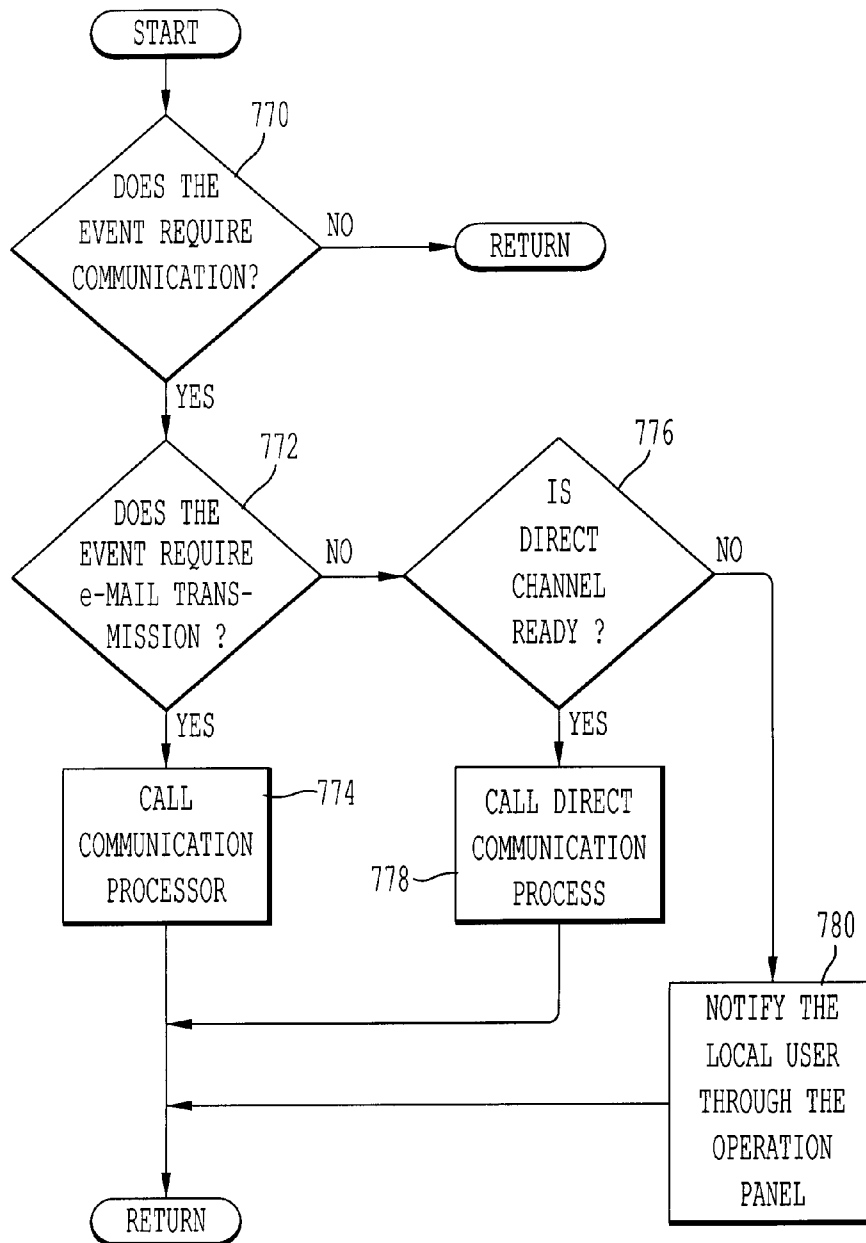 START
770
DOES THE
EVENT REQUIRE
COMMUNICATION?
NO
RETURN
YES
772
DOES THE
EVENT REQUIRE
e-MAIL TRANS-
MISSION ?
NO
776
IS
DIRECT
CHANNEL
READY ?
NO
YES
CALL
COMMUNICATION
PROCESSOR
774
YES
CALL DIRECT
COMMUNICATION
PROCESS
778
780
NOTIFY THE
LOCAL USER
THROUGH THE
OPERATION
PANEL
RETURN